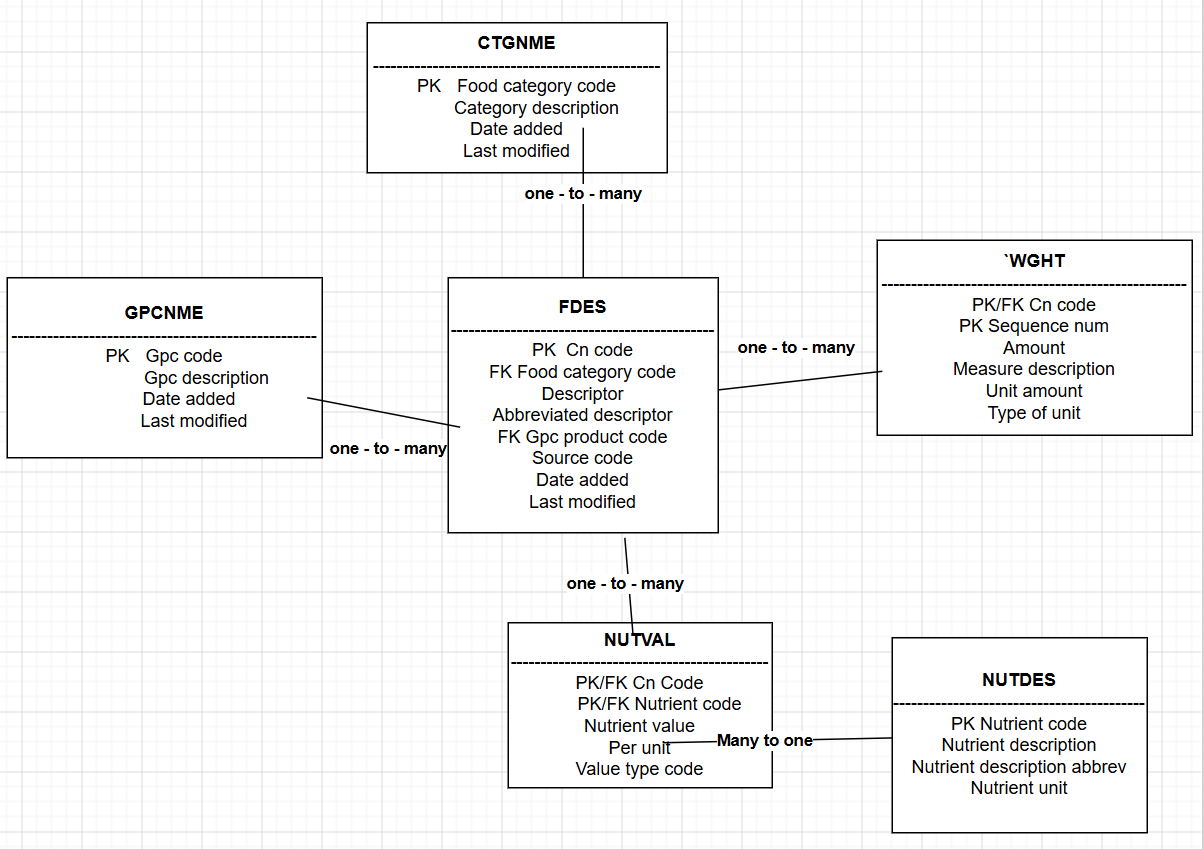 CTGNME
PK Food category code
Category description
Date added
Last modified
one - to - many
GPCNME
PK Gpc code
Gpc description
Date added
Last modified
one - to - many
FDES
PK Cn code
FK Food category code
Descriptor
Abbreviated descriptor
FK Gpc product code
Source code
Date added
Last modified
one - to - many
`WGHT
PK/FK Cn code
PK Sequence num
Amount
Measure description
Unit amount
Type of unit
one - to - many
NUTVAL
PK/FK Cn Code
PK/FK Nutrient code
Nutrient value
Per unit
Value type code
Many to one
NUTDES
PK Nutrient code
Nutrient description
Nutrient description abbrev
Nutrient unit